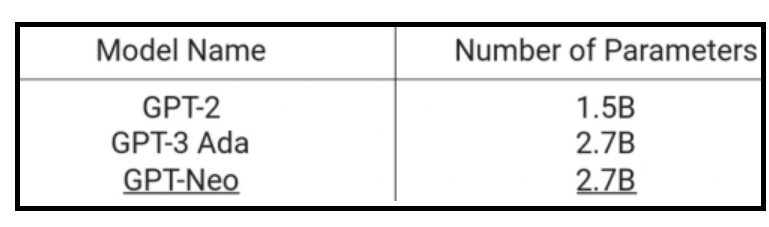 Model Name Number of Parameters
GPT-2 1.5B
GPT-3 Ada 2.7B
GPT-Neo 2.7B